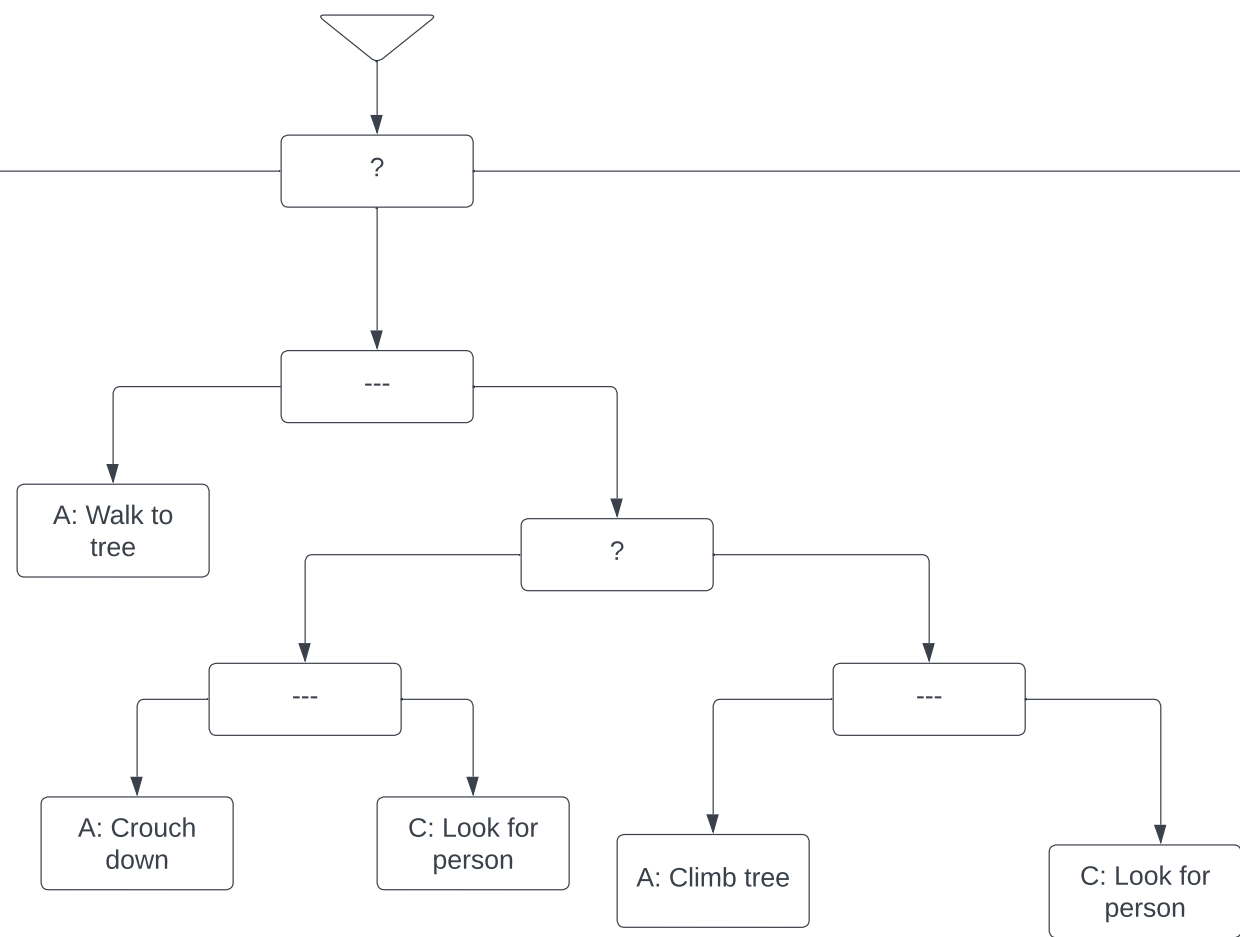 ?
---
A: Walk to
tree
?
---
---
A: Crouch
down
C: Look for
person
A: Climb tree
C: Look for
person